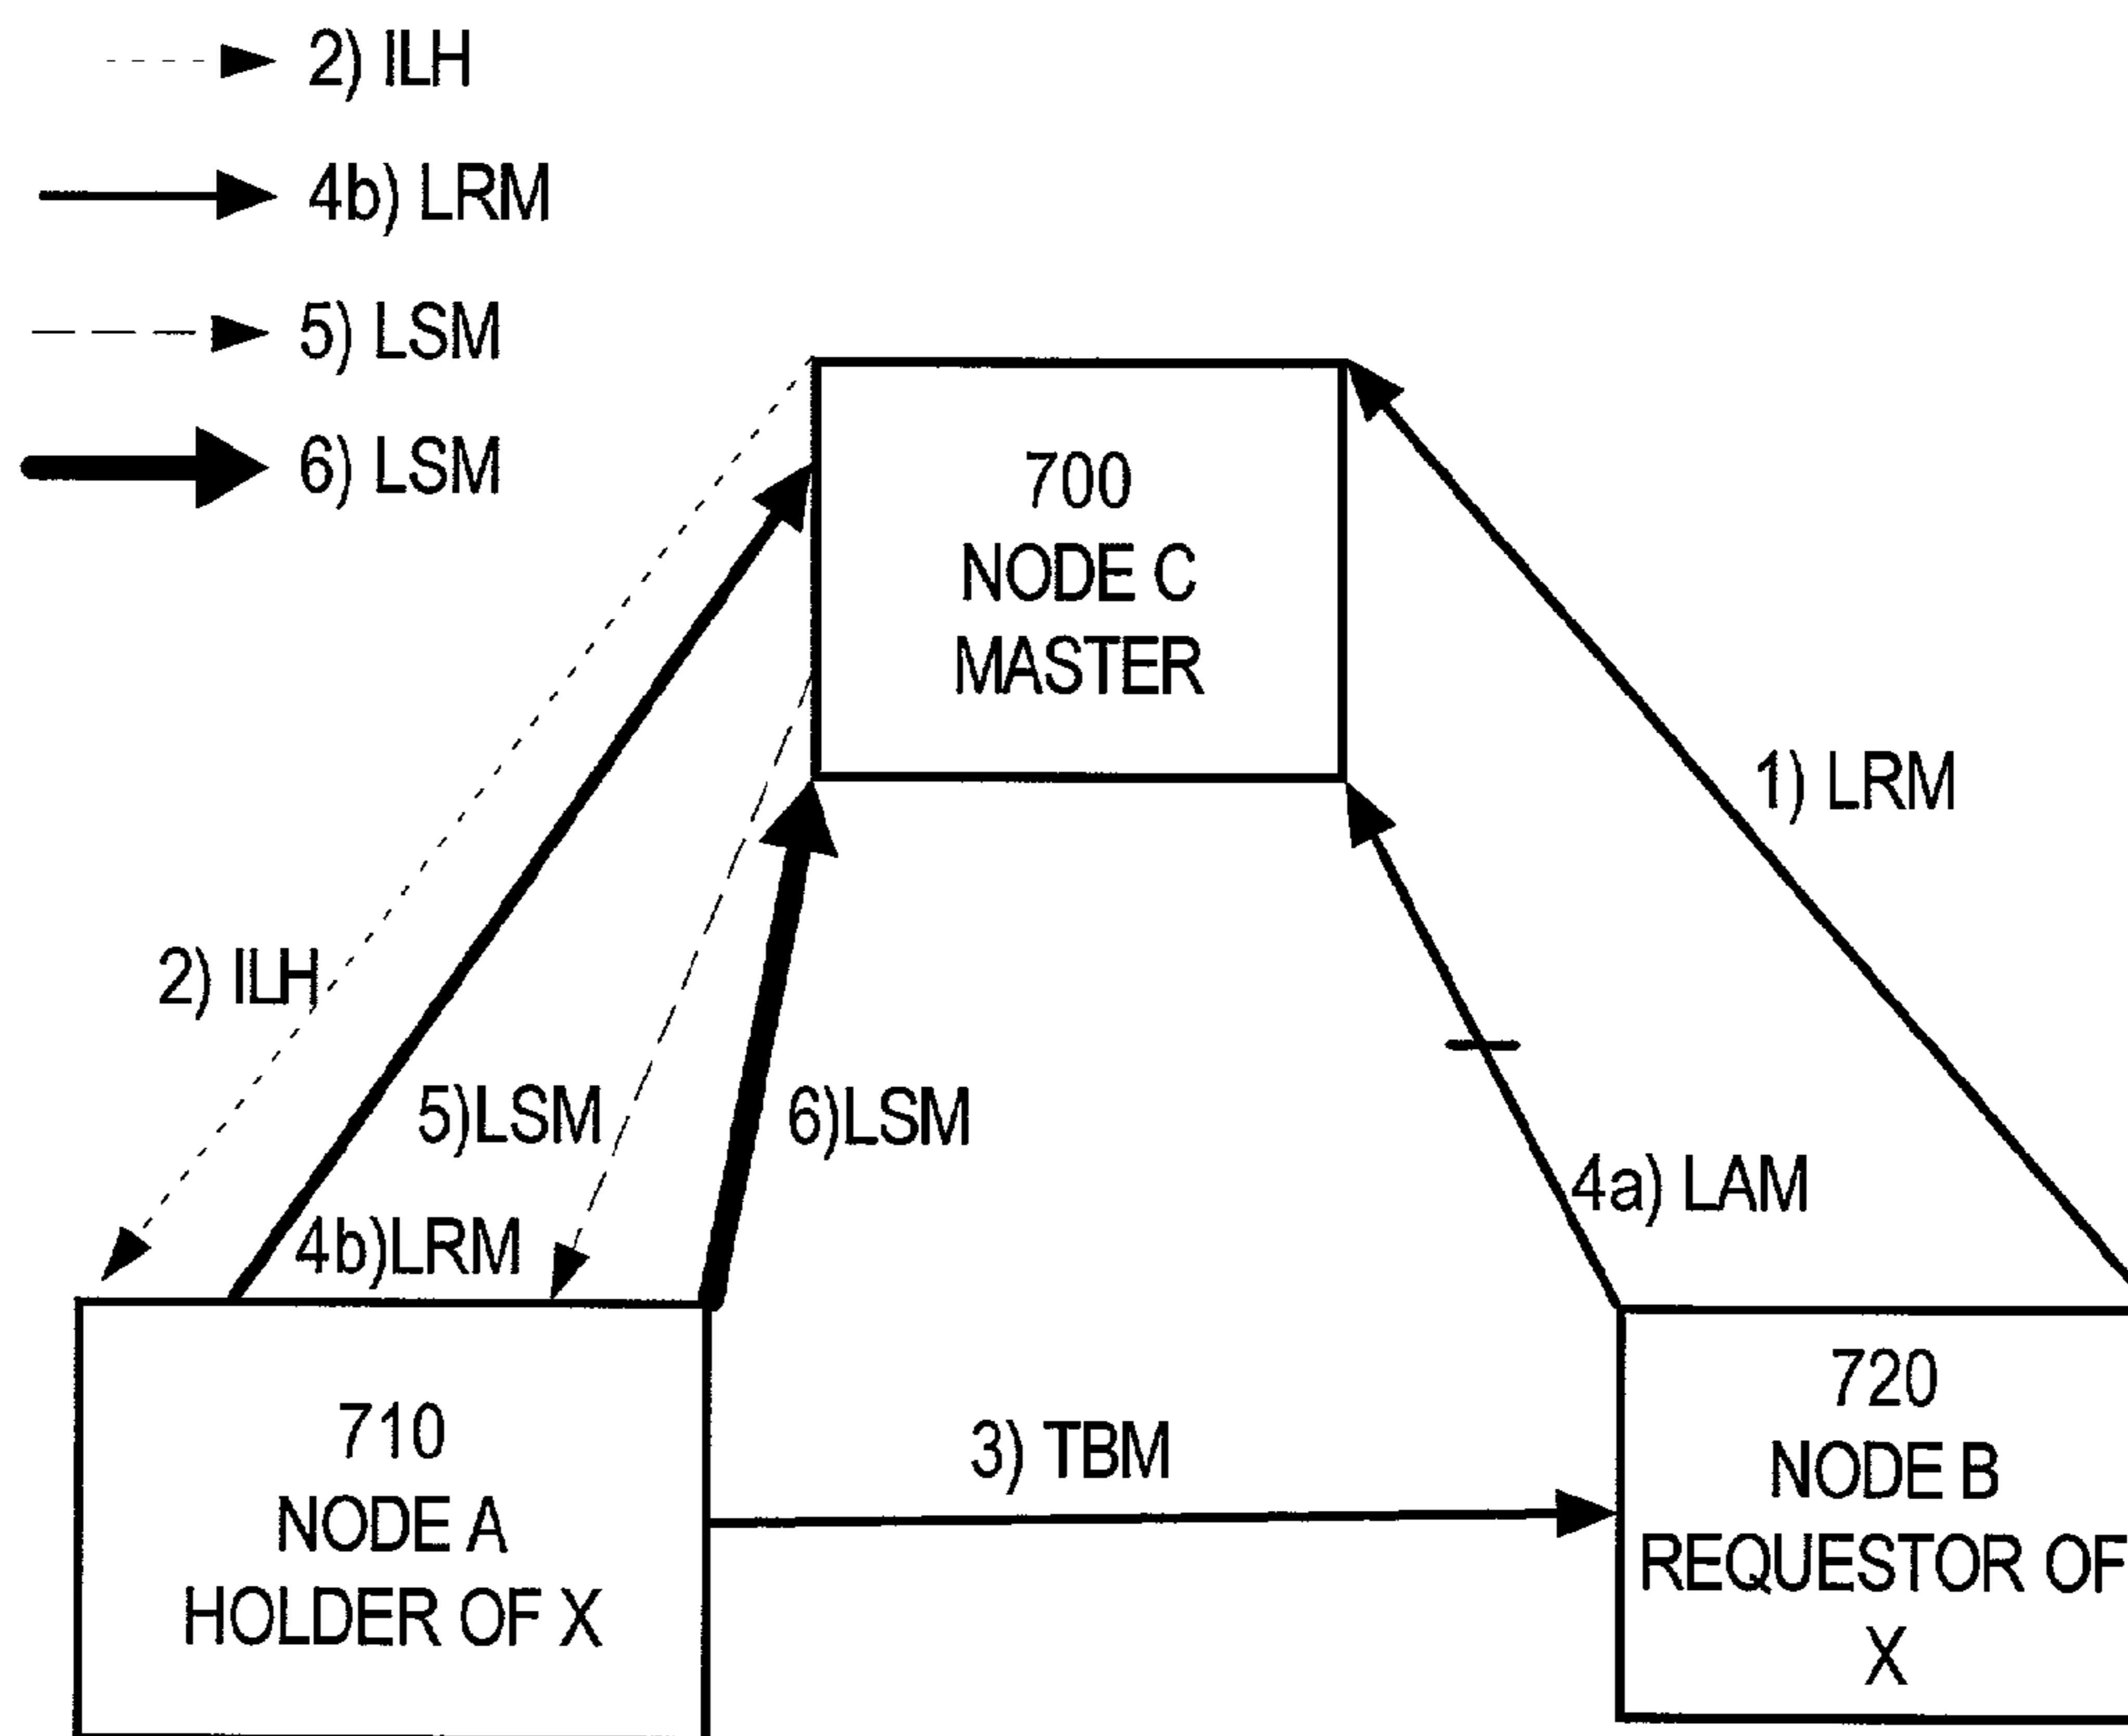 2) ILH
4b) LRM
5) LSM
6) LSM
700
NODE C
MASTER
1) LRM
2) ILH
5)LSM
6)LSM
4a) LAM
4b)LRM
710
NODE A
HOLDER OF X
3) TBM
720
NODE B
REQUESTOR OF
X